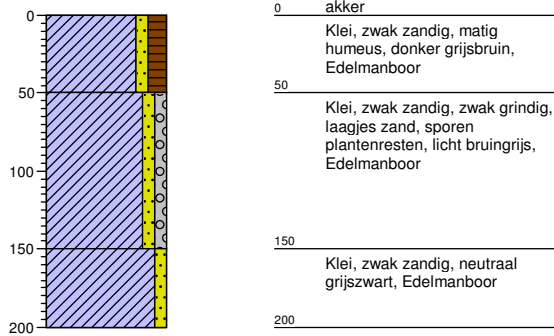 0
50
100
150
200
0
akker
Klei, zwak zandig, matig
humeus, donker grijsbruin,
Edelmanboor
50
Klei, zwak zandig, zwak grindig,
laagjes zand, sporen
plantenresten, licht bruingrijs,
Edelmanboor
150
Klei, zwak zandig, neutraal
grijszwart, Edelmanboor
200